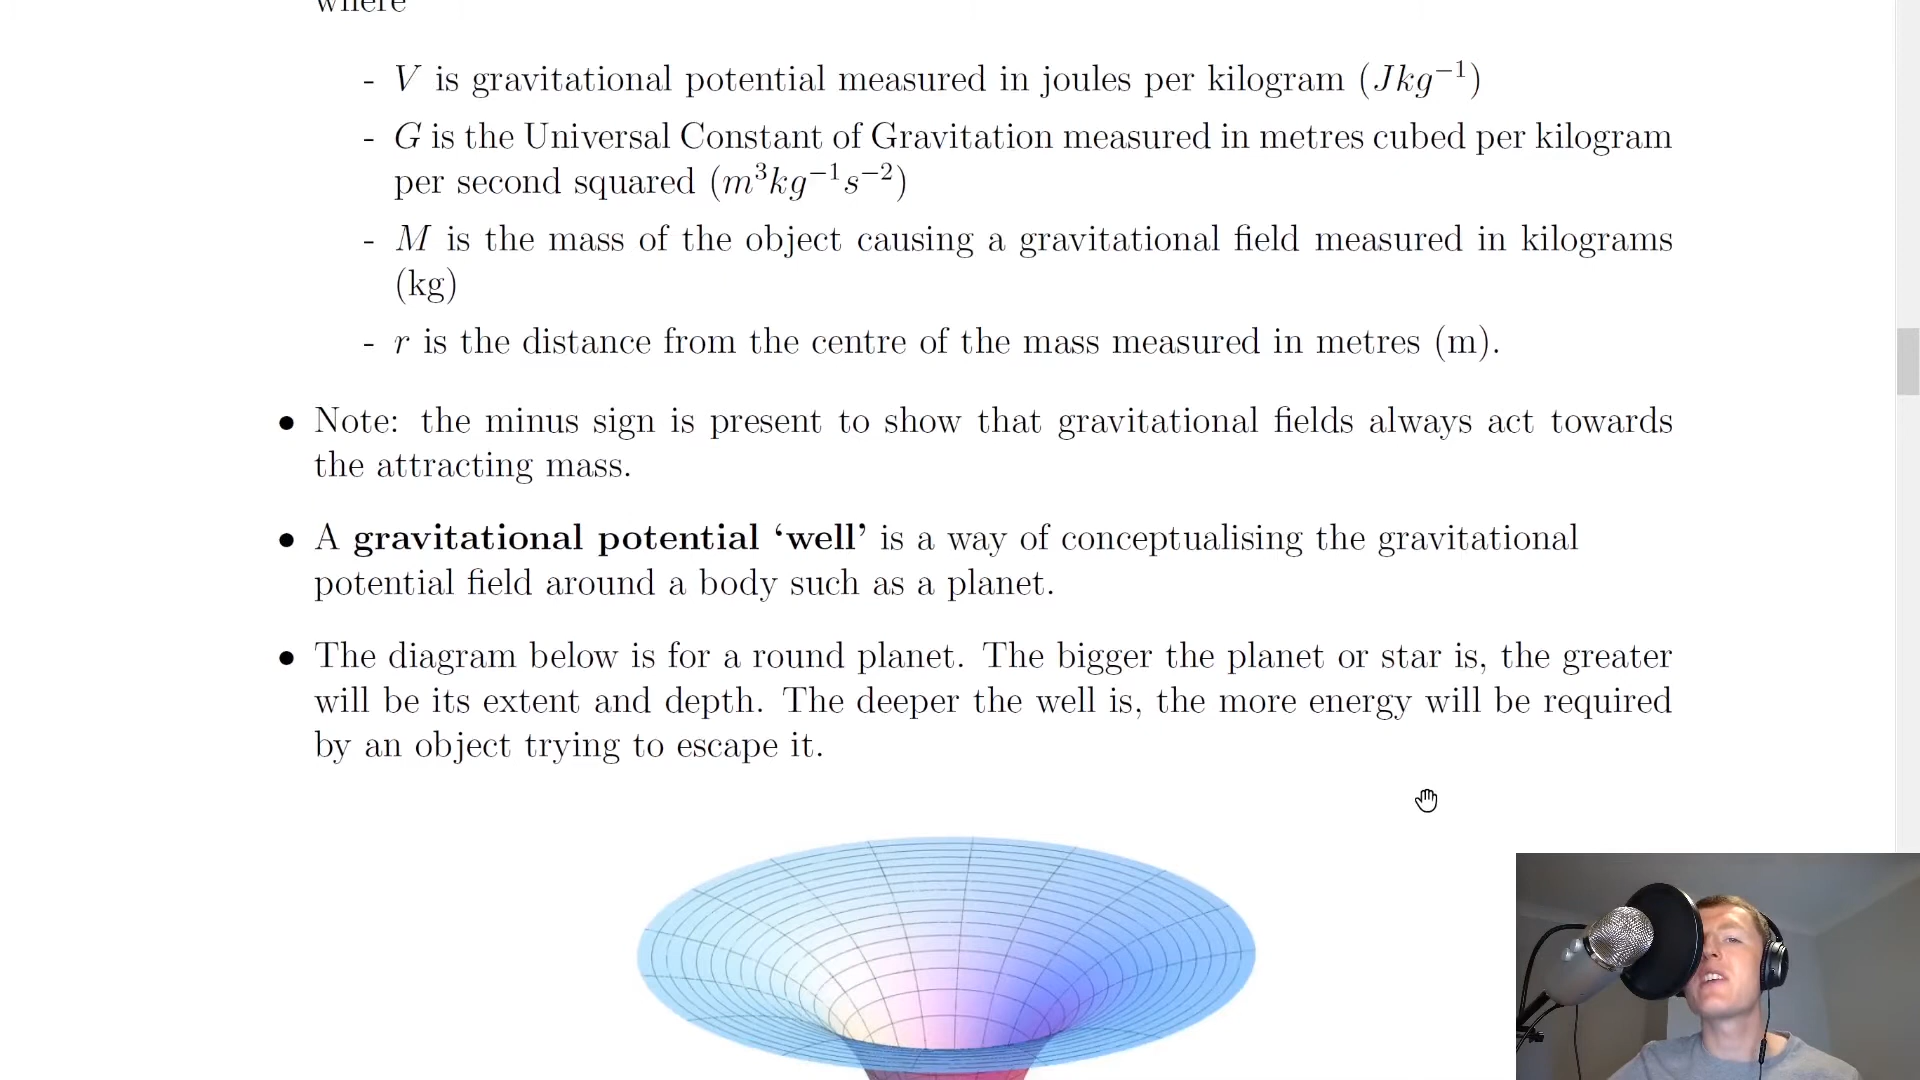 where
- V is gravitational potential measured in joules per kilogram (Jkg⁻¹)
- G is the Universal Constant of Gravitation measured in metres cubed per kilogram
per second squared (m³kg⁻¹s⁻²)
- M is the mass of the object causing a gravitational field measured in kilograms
(kg)
- r is the distance from the centre of the mass measured in metres (m).
• Note: the minus sign is present to show that gravitational fields always act towards
the attracting mass.
• A gravitational potential ‘well’ is a way of conceptualising the gravitational
potential field around a body such as a planet.
• The diagram below is for a round planet. The bigger the planet or star is, the greater
will be its extent and depth. The deeper the well is, the more energy will be required
by an object trying to escape it.